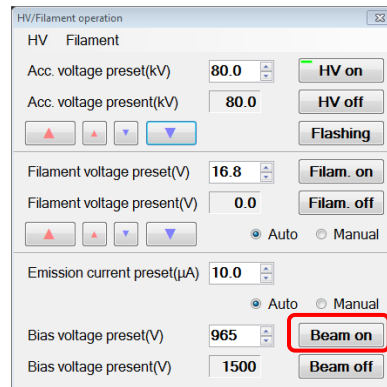 HV/Filament operation
HV Filament
Acc. voltage preset(kV) 80.0 HV on
Acc. voltage present(kV) 80.0 HV off
Flashing
Filament voltage preset(V) 16.8 Filam. on
Filament voltage present(V) 0.0 Filam. off
Auto Manual
Emission current preset(µA) 10.0
Auto Manual
Bias voltage preset(V) 965 Beam on
Bias voltage present(V) 1500 Beam off